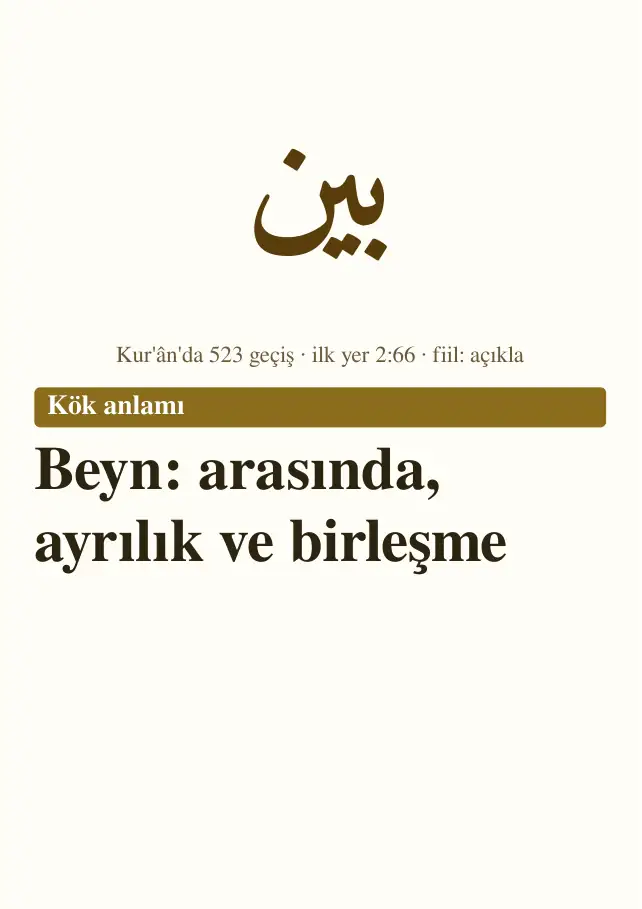 بين
Kur'ân'da 523 geçiş · ilk yer 2:66 · fiil: açıkla
Kök anlamı
Beyn: arasında,
ayrılık ve birleşme